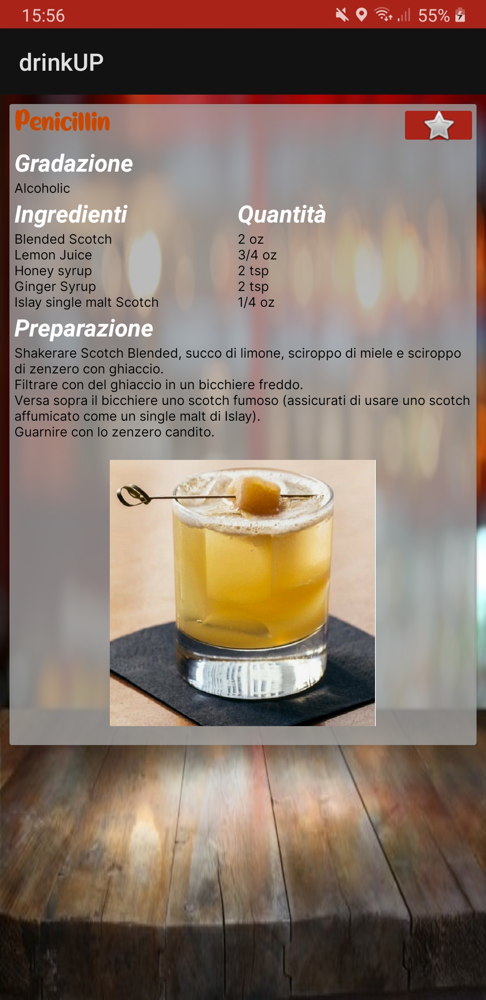 15:56
55%
drinkUP
Penicillin
Gradazione
Alcoholic
Ingredienti Quantità
Blended Scotch 2 oz
Lemon Juice 3/4 oz
Honey syrup 2 tsp
Ginger Syrup 2 tsp
Islay single malt Scotch 1/4 oz
Preparazione
Shakerare Scotch Blended, succo di limone, sciroppo di miele e sciroppo
di zenzero con ghiaccio.
Filtrare con del ghiaccio in un bicchiere freddo.
Versa sopra il bicchiere uno scotch fumoso (assicurati di usare uno scotch
affumicato come un single malt di Islay).
Guarnire con lo zenzero candito.